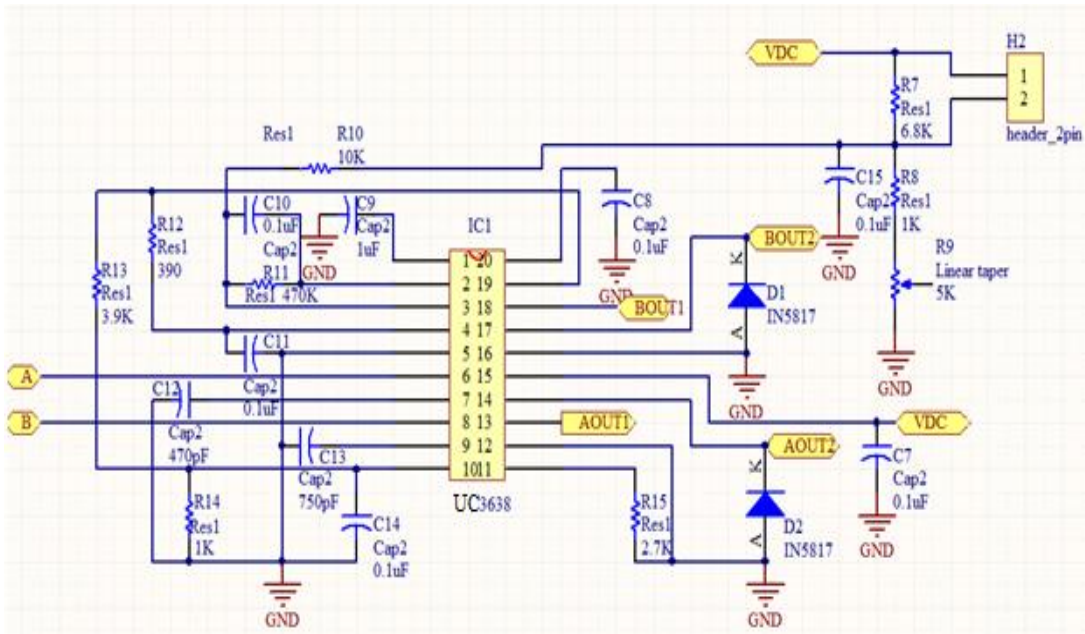 VDC
H2
1
2
header_2pin
R7
Res1
6.8K
Res1
R10
10K
C15
Cap2
0.1uF
GND
R8
Res1
1K
R9
Linear taper
5K
GND
C10
0.1uF
Cap2
C9
Cap2
1uF
GND
C8
Cap2
0.1uF
GND
IC1
R12
Res1
390
R13
Res1
3.9K
R11
Res1 470K
1 20
2 19
3 18
4 17
5 16
6 15
7 14
8 13
9 12
10 11
UC3638
BOUT2
BOUT1
K
D1
IN5817
A
GND
C11
Cap2
0.1uF
A
B
C12
Cap2
470pF
C13
Cap2
750pF
R14
Res1
1K
C14
Cap2
0.1uF
GND
AOUT1
AOUT2
VDC
C7
Cap2
0.1uF
GND
R15
Res1
2.7K
K
D2
IN5817
A
GND